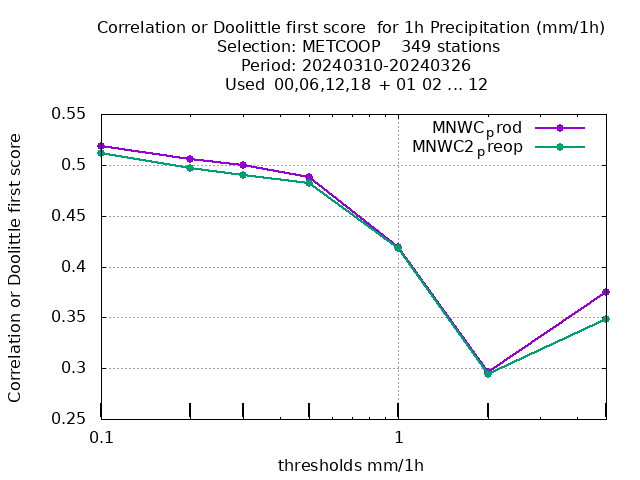 Correlation or Doolittle first score  for 1h Precipitation (mm/1h)
Selection: METCOOP    349 stations
Period: 20240310-20240326
Used  00,06,12,18 + 01 02 ... 12
MNWCprod
MNWC2preop
Correlation or Doolittle first score
0.55
0.5
0.45
0.4
0.35
0.3
0.25
0.1
1
thresholds mm/1h